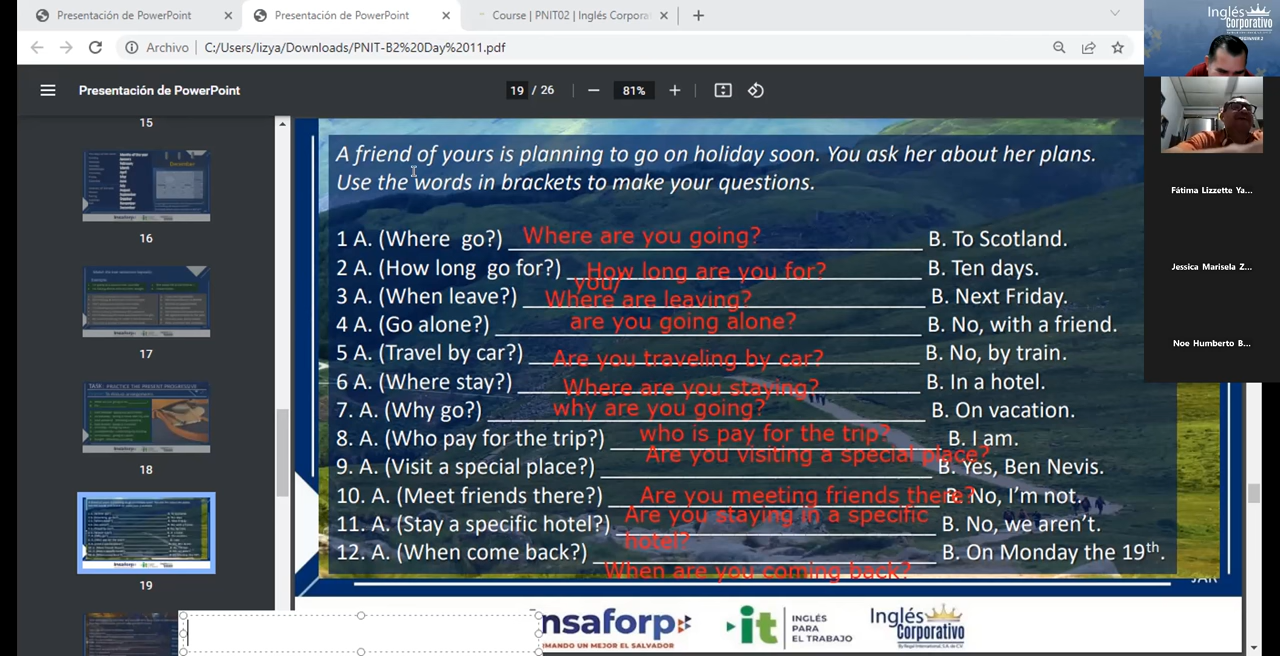 Presentación de PowerPoint
Presentación de PowerPoint
Course | PNIT02 | Inglés Corpora
Archivo
C:/Users/lizya/Downloads/PNIT-B2%20Day%2011.pdf
Presentación de PowerPoint
19 / 26
81%
15
16
17
18
19
A friend of yours is planning to go on holiday soon. You ask her about her plans.
Use the words in brackets to make your questions.
1 A. (Where go?) Where are you going? B. To Scotland.
2 A. (How long go for?) How long are you for? B. Ten days.
you/
3 A. (When leave?) Where are leaving? B. Next Friday.
4 A. (Go alone?) are you going alone? B. No, with a friend.
5 A. (Travel by car?) Are you traveling by car? B. No, by train.
6 A. (Where stay?) Where are you staying? B. In a hotel.
7. A. (Why go?) why are you going? B. On vacation.
8. A. (Who pay for the trip?) who is pay for the trip? B. I am.
9. A. (Visit a special place?) Are you visiting a special place? B. Yes, Ben Nevis.
10. A. (Meet friends there?) Are you meeting friends there? B. No, I'm not.
11. A. (Stay a specific hotel?) Are you staying in a specific B. No, we aren't.
hotel?
12. A. (When come back?) When are you coming back? B. On Monday the 19th.
nsaforp
MANDO UN MEJOR EL SALVADOR
it
INGLÉS
PARA
EL TRABAJO
Inglés
Corporativo
Inglés
Corporativo
Fátima Lizzette Ya...
Jessica Marisela Z...
Noe Humberto B...